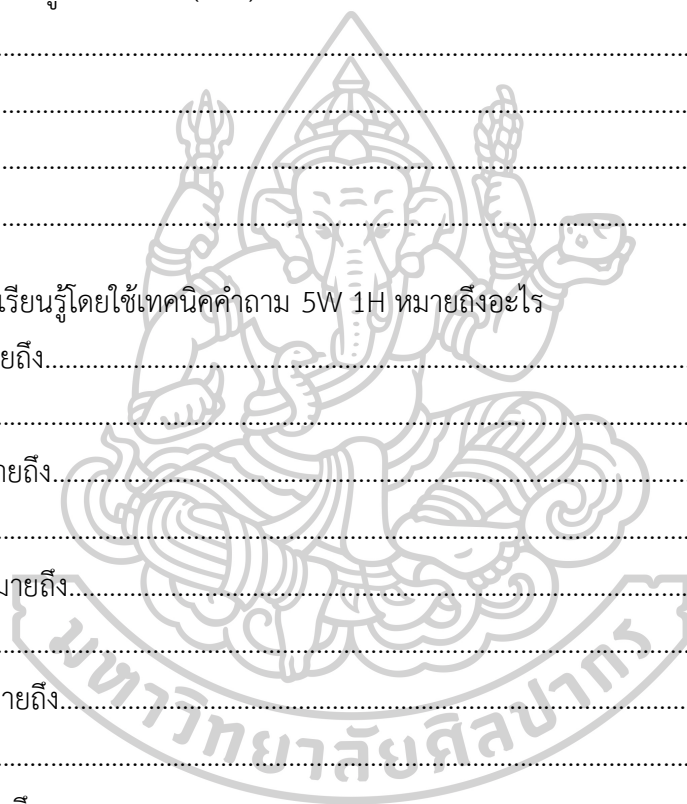 ....................................................................................................
....................................................................................................
....................................................................................................
....................................................................................................
เรียนรู้โดยใช้เทคนิคคำถาม 5W 1H หมายถึงอะไร
ยถึง..............................................................................................
....................................................................................................
ายถึง.............................................................................................
....................................................................................................
มายถึง...........................................................................................
....................................................................................................
ายถึง............................................................................................
....................................................................................................
มหาวิทยาลัยศิลปากร